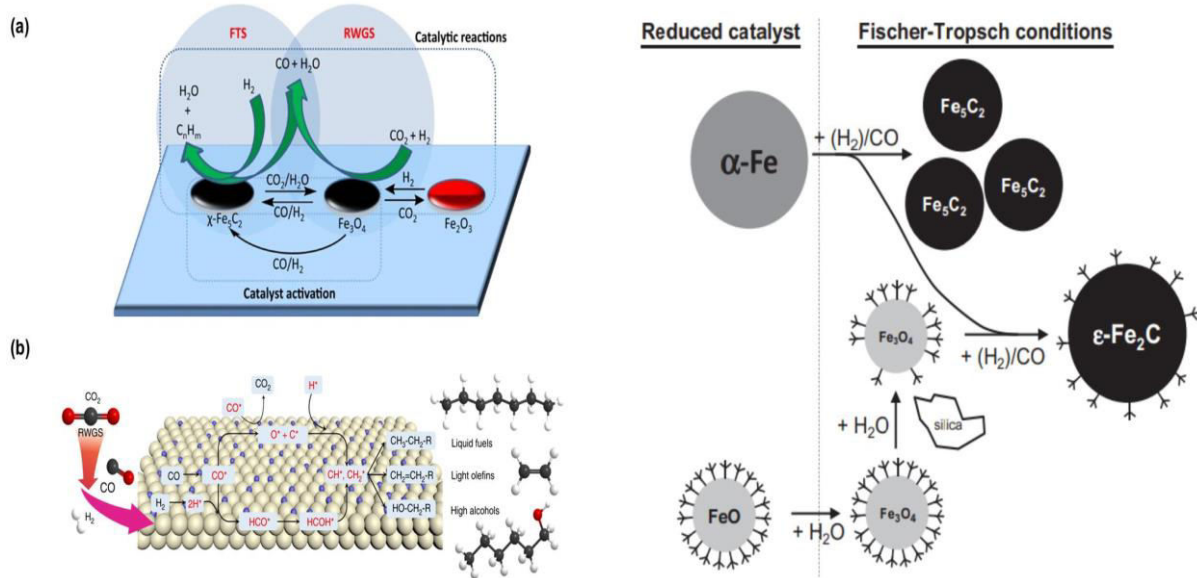 (a)
FTS
RWGS
Catalytic reactions
CO + H₂O
H₂O
+
CₙHₘ
H₂
CO₂ + H₂
CO₂/H₂O
H₂
CO/H₂
CO₂
χ-Fe₅C₂
Fe₃O₄
Fe₂O₃
CO/H₂
Catalyst activation
(b)
CO₂
RWGS
CO
H₂
CO₂
H*
CO*
O* + C*
CO
CO*
CH*, CH₂*
H₂
2H*
HCO*
HCOH*
CH₃-CH₂-R
CH₂=CH₂-R
HO-CH₂-R
Liquid fuels
Light olefins
High alcohols
Reduced catalyst
Fischer-Tropsch conditions
α-Fe
+ (H₂)/CO
Fe₅C₂
Fe₅C₂
Fe₅C₂
Fe₃O₄
+ (H₂)/CO
ε-Fe₂C
+ H₂O
silica
FeO
+ H₂O
Fe₃O₄